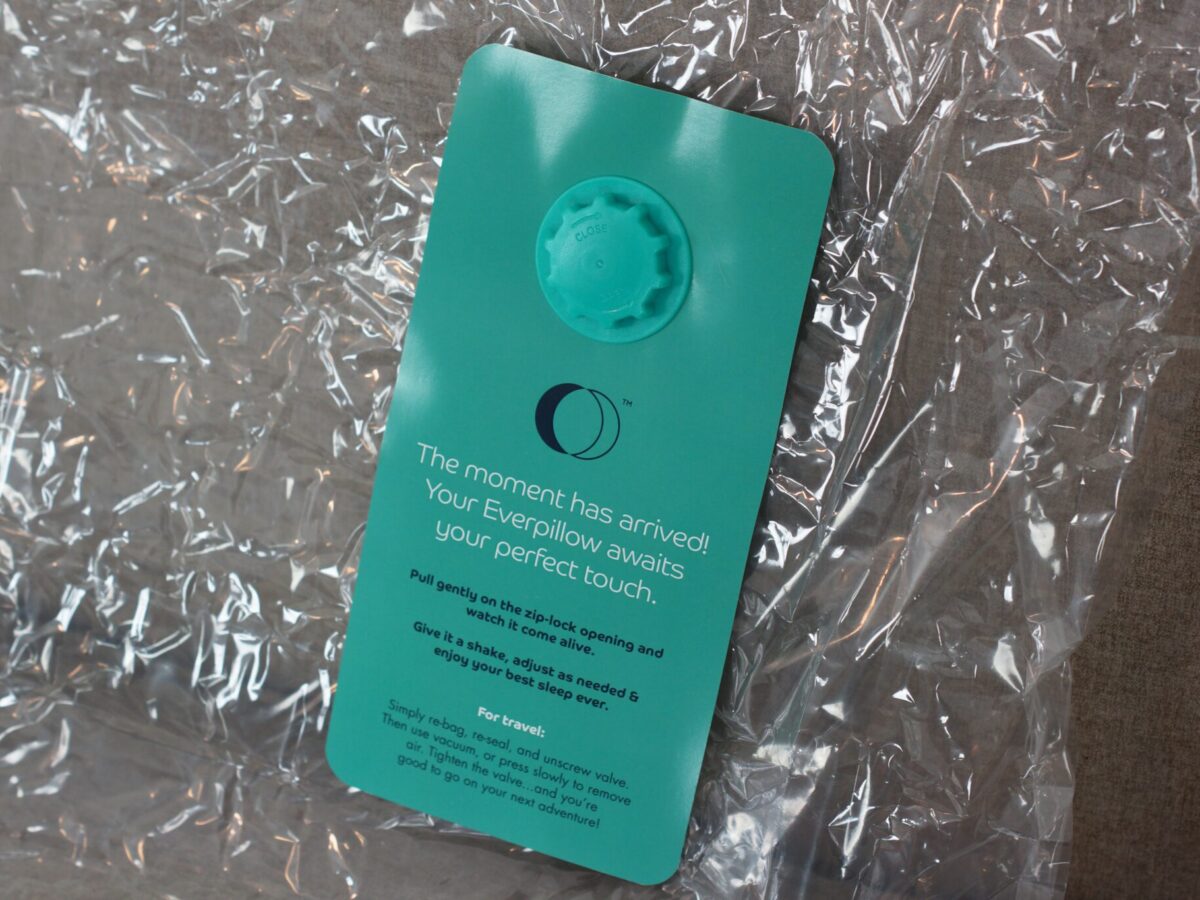 CLOSE
TM
The moment has arrived!
Your Everpillow awaits
your perfect touch.
Pull gently on the zip-lock opening and
watch it come alive.
Give it a shake, adjust as needed &
enjoy your best sleep ever.
For travel:
Simply re-bag, re-seal, and unscrew valve.
Then use vacuum, or press slowly to remove
air. Tighten the valve...and you're
good to go on your next adventure!